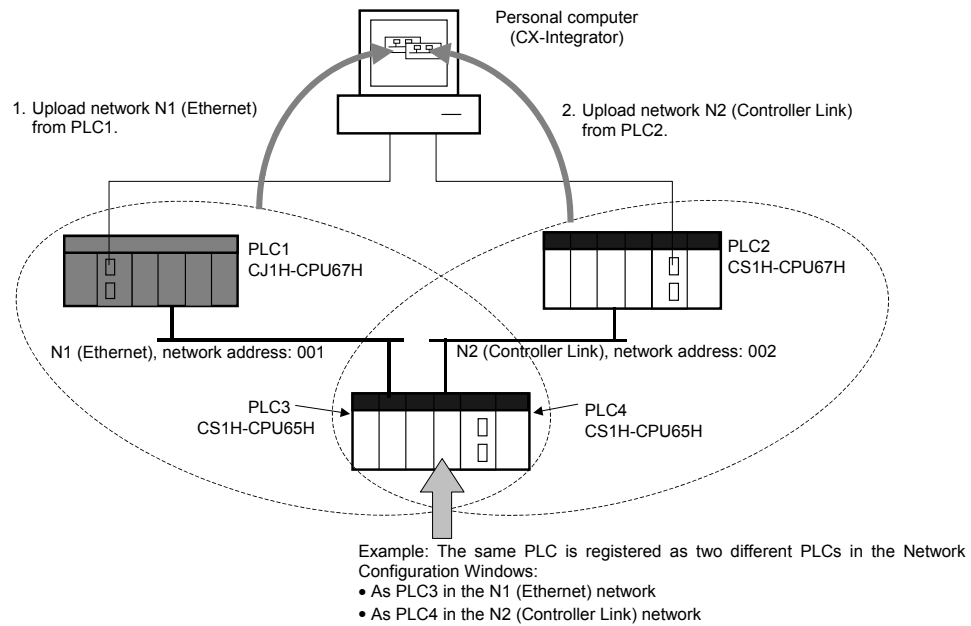 Personal computer
(CX-Integrator)
1. Upload network N1 (Ethernet)
from PLC1.
2. Upload network N2 (Controller Link)
from PLC2.
PLC1
CJ1H-CPU67H
PLC2
CS1H-CPU67H
N1 (Ethernet), network address: 001
N2 (Controller Link), network address: 002
PLC3
CS1H-CPU65H
PLC4
CS1H-CPU65H
Example: The same PLC is registered as two different PLCs in the Network
Configuration Windows:
• As PLC3 in the N1 (Ethernet) network
• As PLC4 in the N2 (Controller Link) network